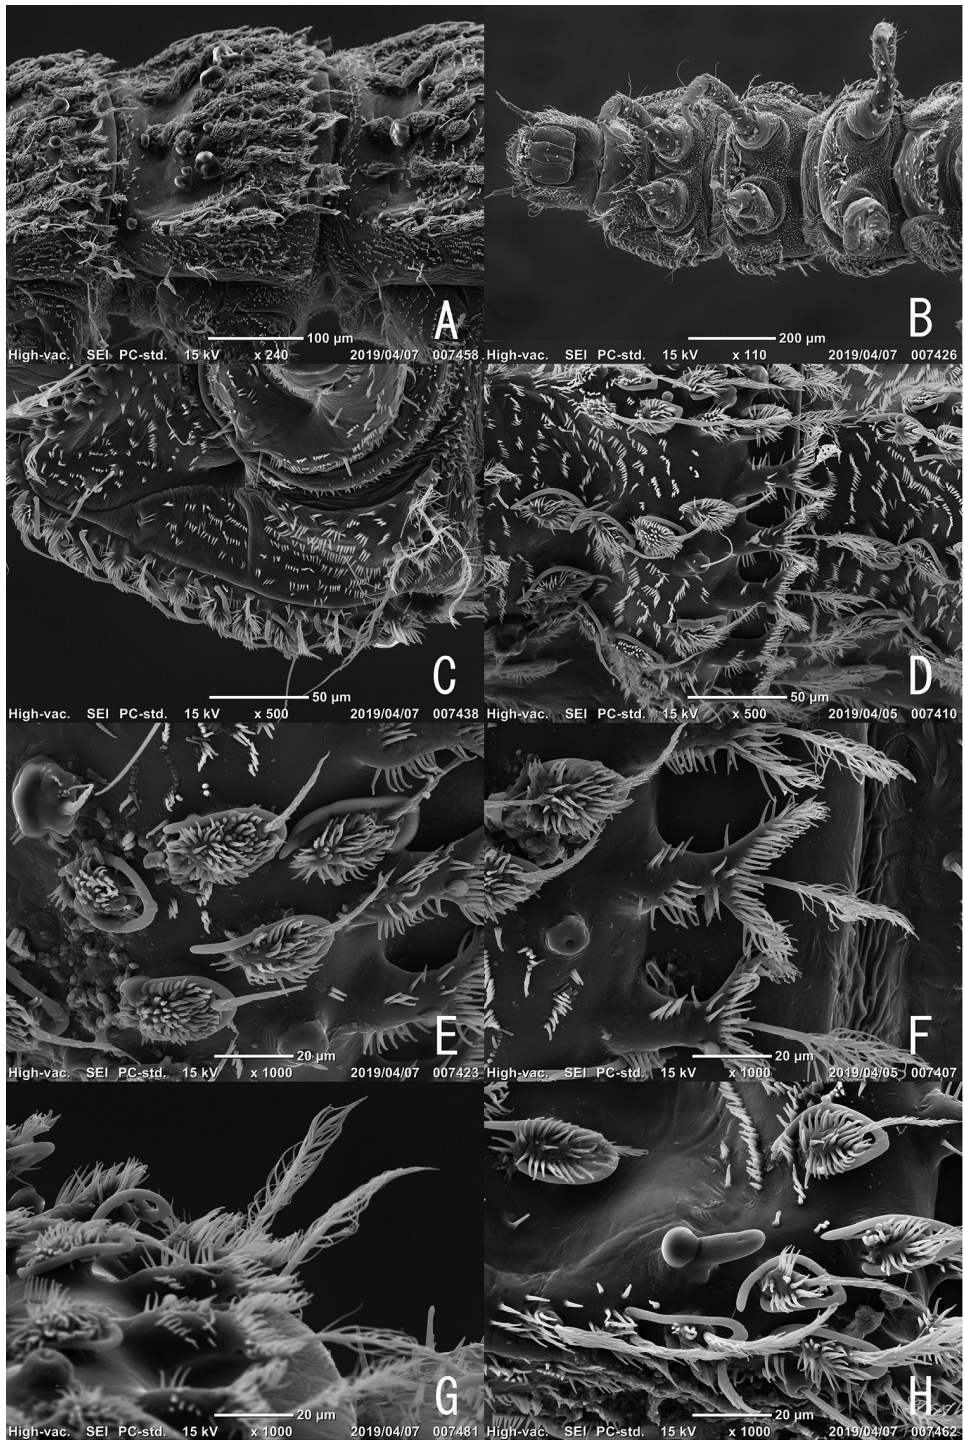 A
100 µm
High-vac. SEI PC-std. 15 kV x 240 2019/04/07 007458
B
200 µm
High-vac. SEI PC-std. 15 kV x 110 2019/04/07 007426
C
50 µm
High-vac. SEI PC-std. 15 kV x 500 2019/04/07 007438
D
50 µm
High-vac. SEI PC-std. 15 kV x 500 2019/04/05 007410
E
20 µm
High-vac. SEI PC-std. 15 kV x 1000 2019/04/07 007423
F
20 µm
High-vac. SEI PC-std. 15 kV x 1000 2019/04/05 007407
G
20 µm
High-vac. SEI PC-std. 15 kV x 1000 2019/04/07 007481
H
20 µm
High-vac. SEI PC-std. 15 kV x 1000 2019/04/07 007462